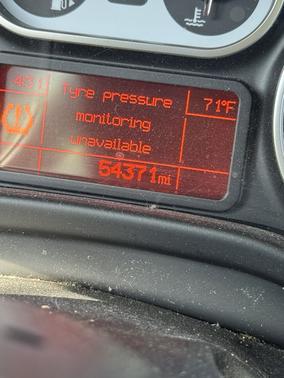 Tyre pressure
71°F
monitoring
unavailable
54371mi